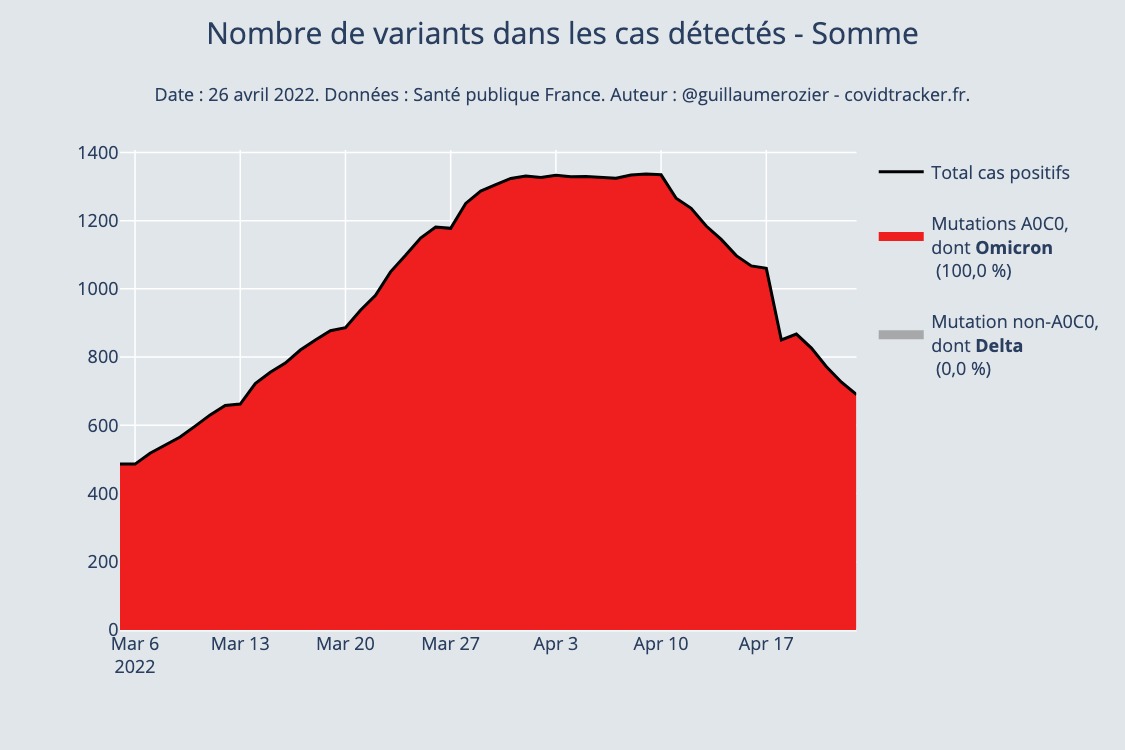 Nombre de variants dans les cas détectés - Somme
Date : 26 avril 2022. Données : Santé publique France. Auteur : @guillaumerozier - covidtracker.fr.
1400
1200
1000
800
600
400
200
0
Mar 6
2022
Mar 13
Mar 20
Mar 27
Apr 3
Apr 10
Apr 17
Total cas positifs
Mutations A0C0,
dont Omicron
(100,0 %)
Mutation non-A0C0,
dont Delta
(0,0 %)